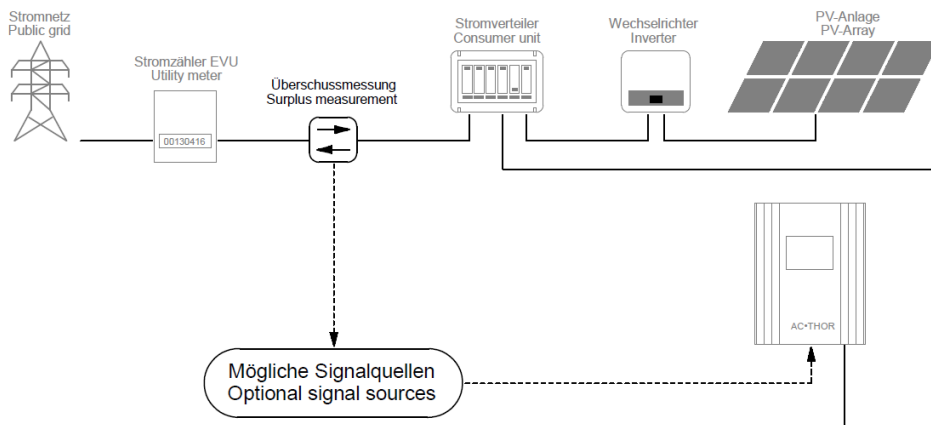 Stromnetz
Public grid
Stromzähler EVU
Utility meter
00130416
Überschussmessung
Surplus measurement
Stromverteiler
Consumer unit
Wechselrichter
Inverter
PV-Anlage
PV-Array
AC•THOR
Mögliche Signalquellen
Optional signal sources